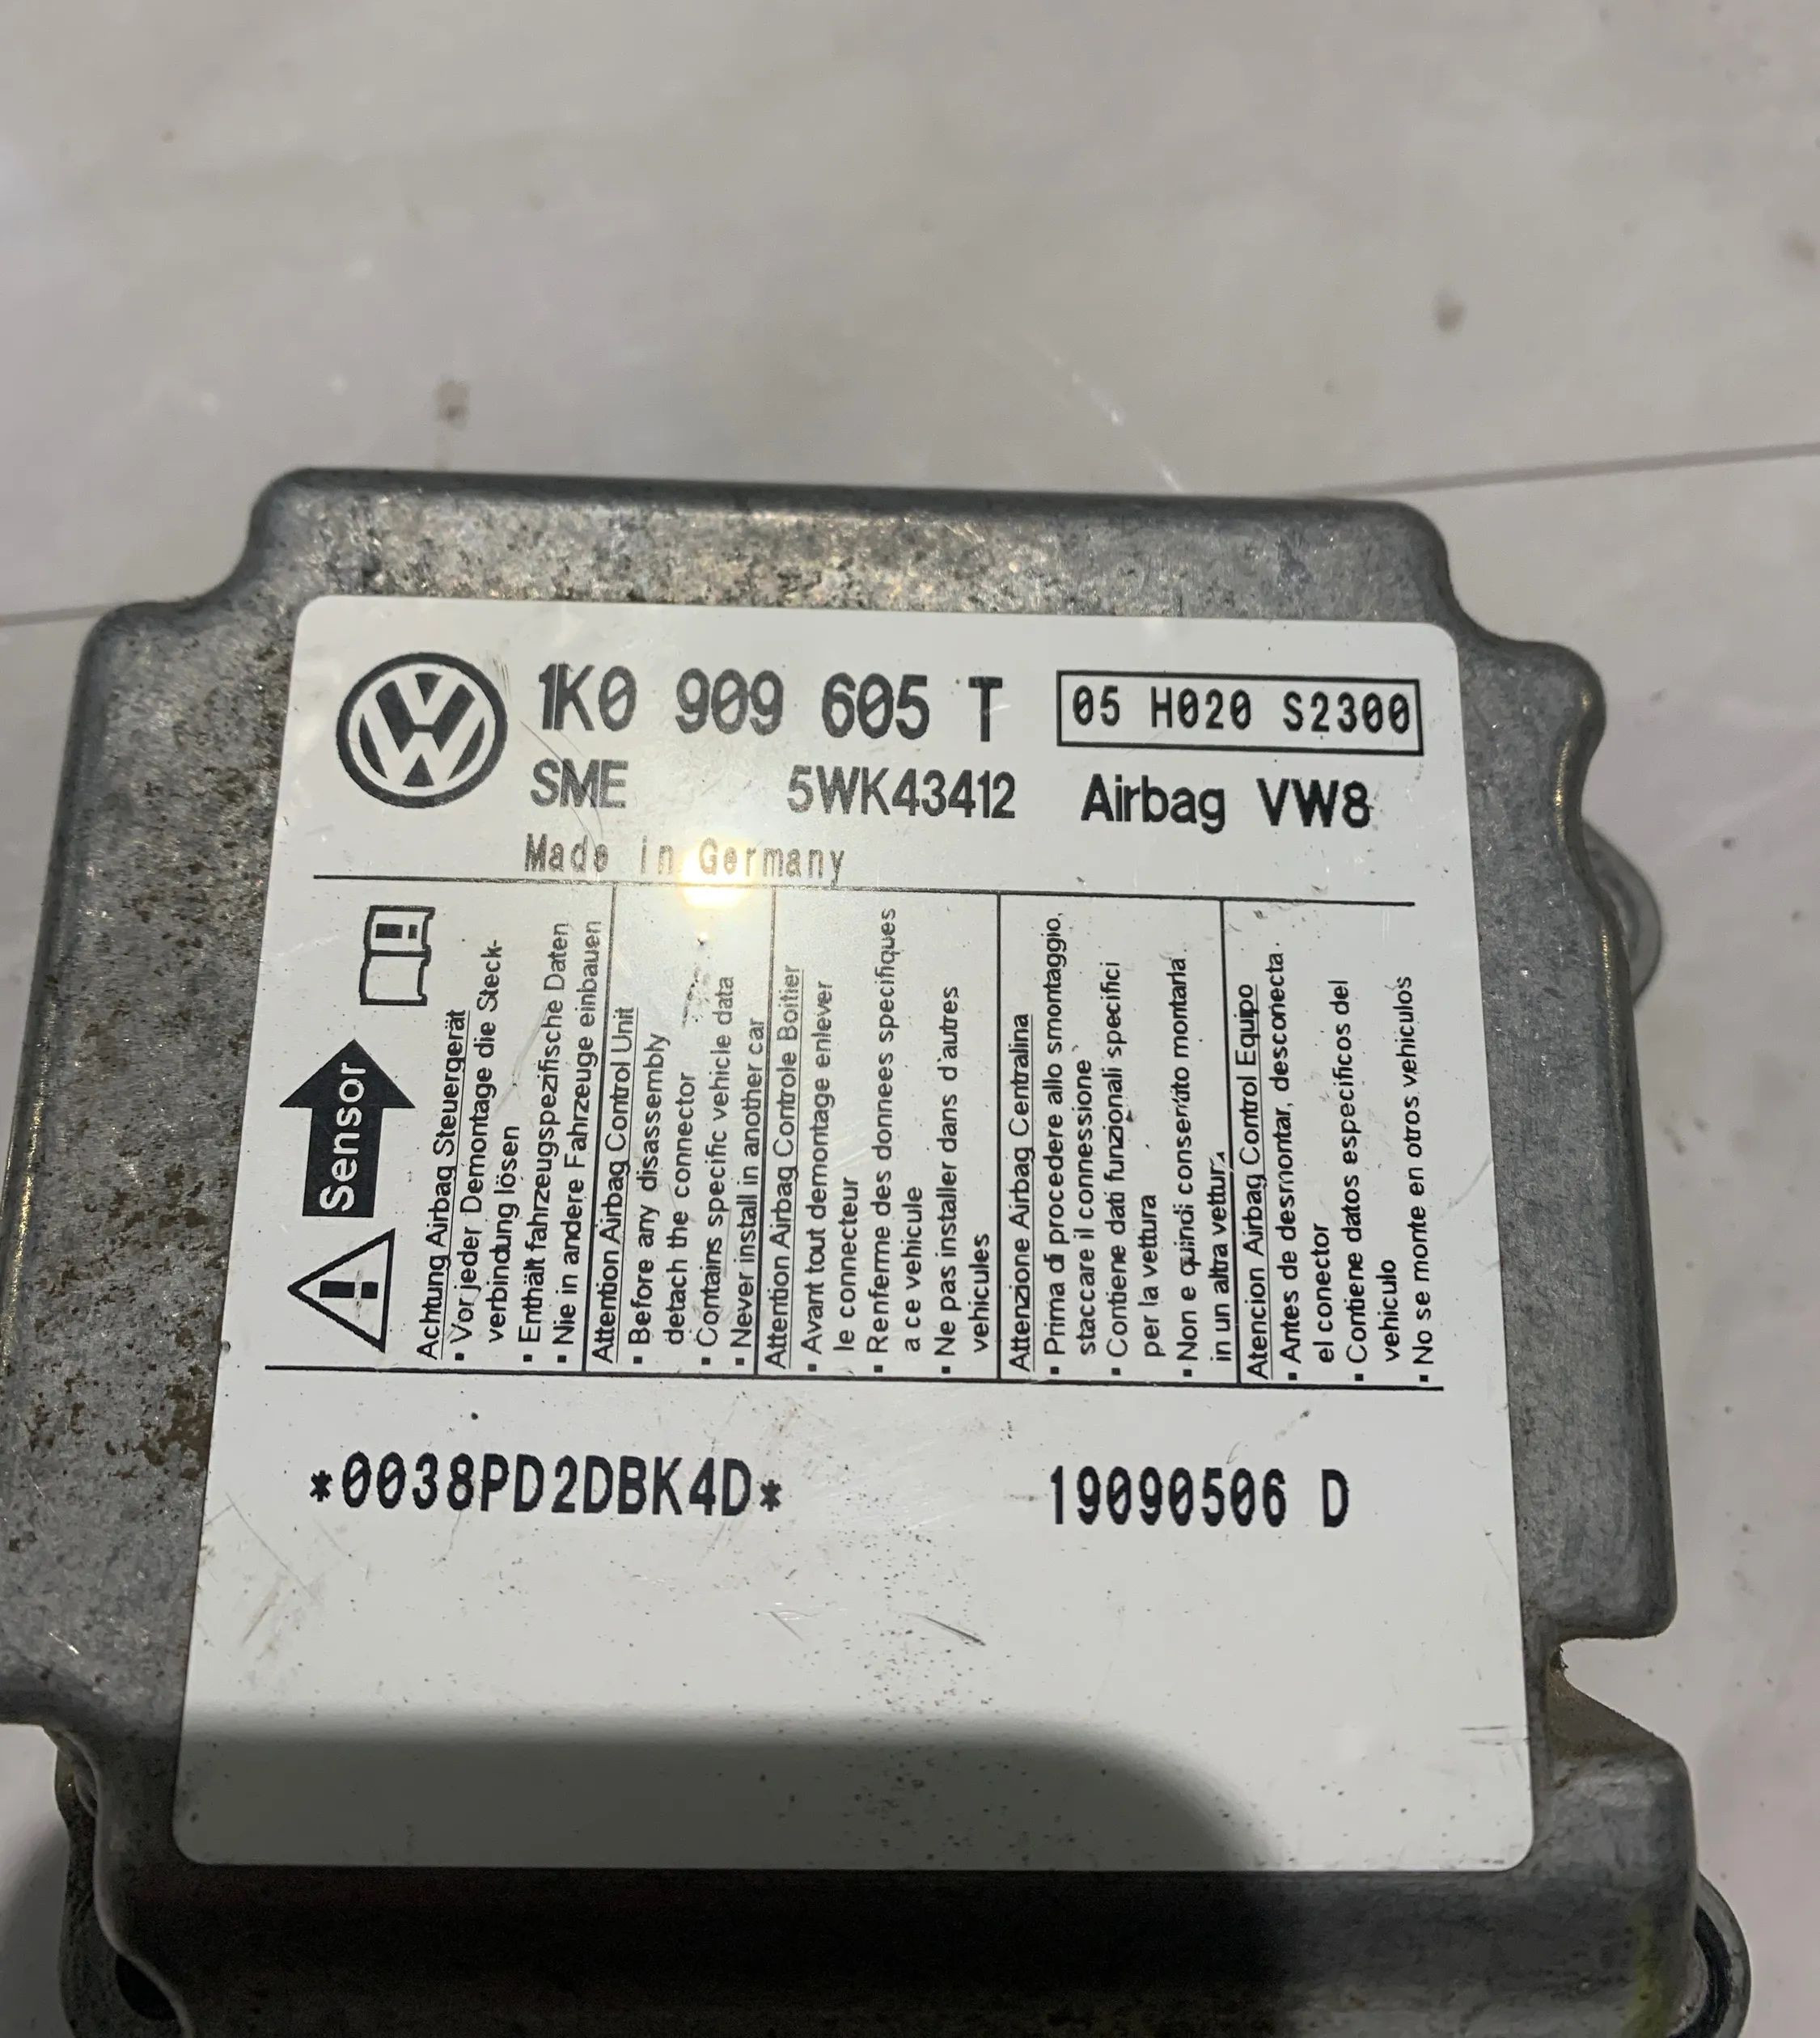 1K0 909 605 T
05 H020 S2300
SME 5WK43412 Airbag VW8
Made in Germany
Sensor
Achtung Airbag Steuergerät
▪ Vor jeder Demontage die Steck-
verbindung lösen
▪ Enthält fahrzeugspezifische Daten
▪ Nie in andere Fahrzeuge einbauen
Attention Airbag Control Unit
▪ Before any disassembly
detach the connector
▪ Contains specific vehicle data
▪ Never install in another car
Attention Airbag Controle Boitier
▪ Avant tout demontage enlever
le connecteur
▪ Renferme des donnees specifiques
a ce vehicule
▪ Ne pas installer dans d'autres
vehicules
Attenzione Airbag Centralina
▪ Prima di procedere allo smontaggio,
staccare il connessione
▪ Contiene dati funzionali specifici
per la vettura
▪ Non e quindi consentito montarla
in un altra vettura
Atencion Airbag Control Equipo
▪ Antes de desmontar, desconecta
el conector
▪ Contiene datos especificos del
vehiculo
▪ No se monte en otros vehiculos
*0038PD2DBK4D*
19090506 D